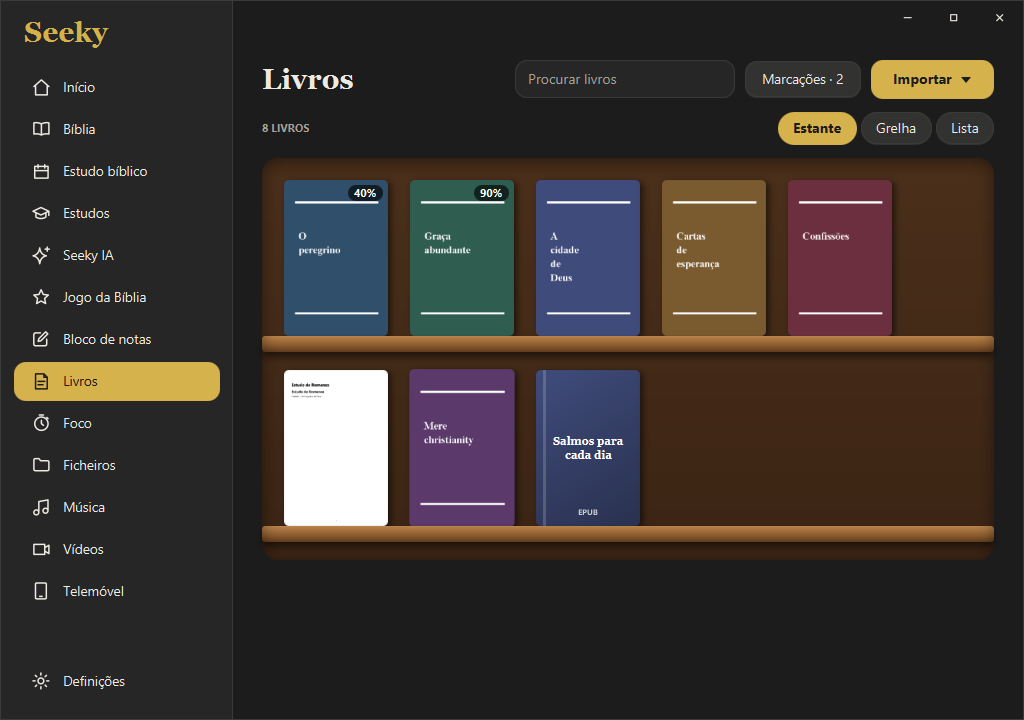 Seeky
Início
Bíblia
Estudo bíblico
Estudos
Seeky IA
Jogo da Bíblia
Bloco de notas
Livros
Foco
Ficheiros
Música
Vídeos
Telemóvel
Definições
Livros
Procurar livros
Marcações · 2
Importar
8 LIVROS
Estante
Grelha
Lista
40%
O
peregrino
90%
Graça
abundante
A
cidade
de
Deus
Cartas
de
esperança
Confissões
Estudo de Romanos
Estudo de Romanos
Mere
christianity
Salmos para
cada dia
EPUB